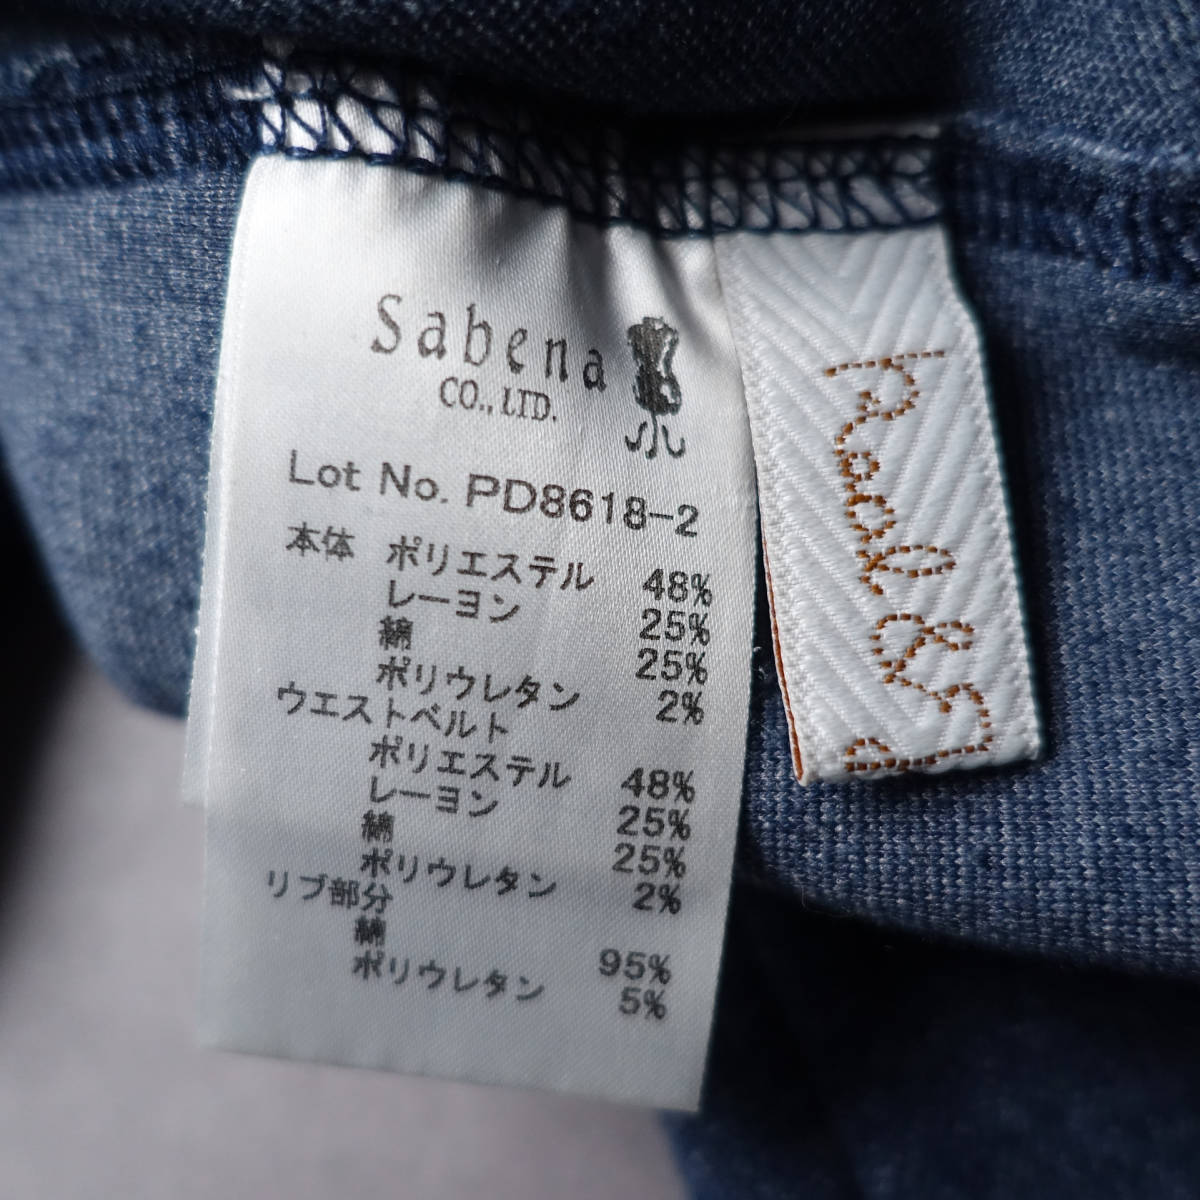 Sabena
CO., LTD.
Lot No. PD8618-2
本体 ポリエステル 48%
レーヨン 25%
綿 25%
ポリウレタン 2%
ウエストベルト
ポリエステル 48%
レーヨン 25%
綿 25%
ポリウレタン 2%
リブ部分
綿 95%
ポリウレタン 5%